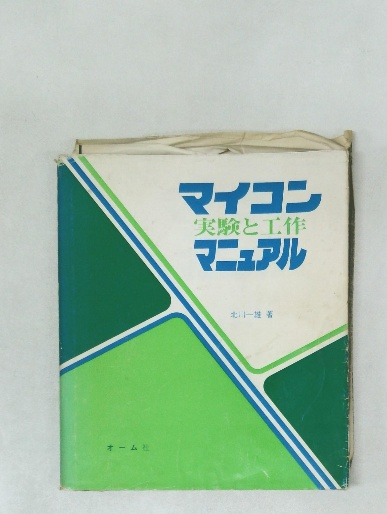 マイコン
実験と工作
マニュアル
北川一雄 著
オーム社